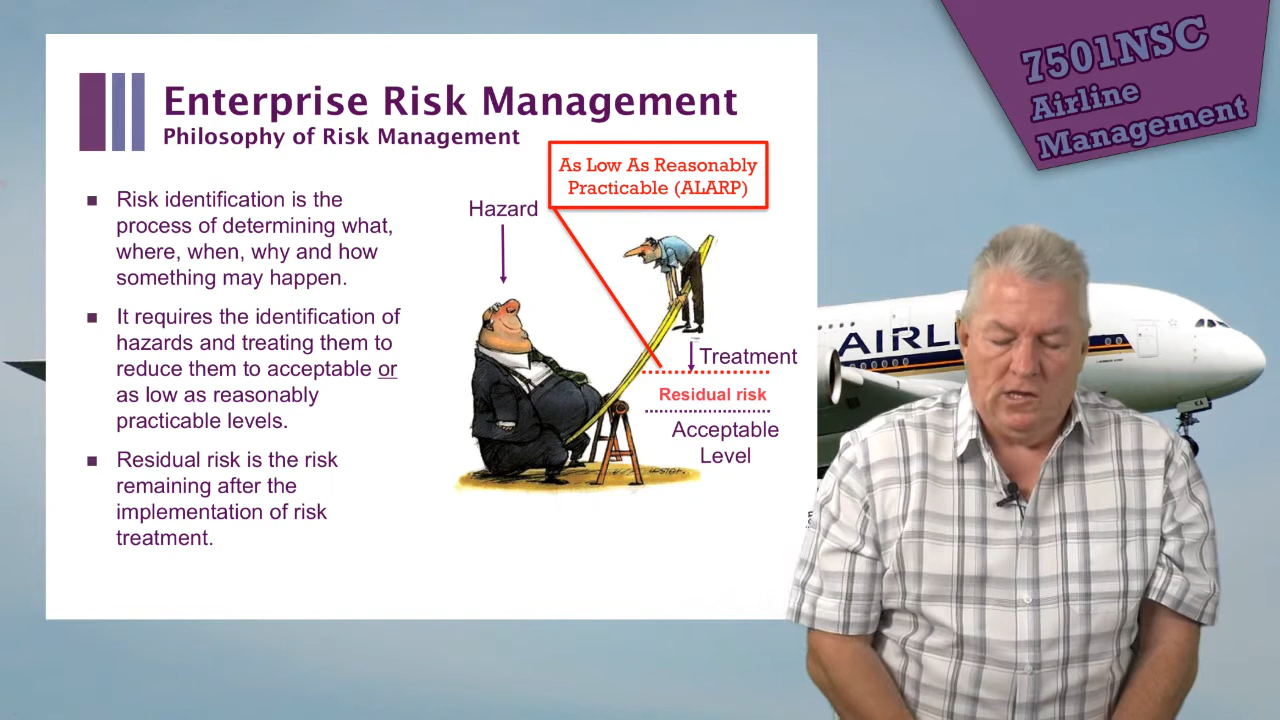 7501NSC
Airline
Management
Enterprise Risk Management
Philosophy of Risk Management
As Low As Reasonably
Practicable (ALARP)
■ Risk identification is the
process of determining what,
where, when, why and how
something may happen.
■ It requires the identification of
hazards and treating them to
reduce them to acceptable or
as low as reasonably
practicable levels.
■ Residual risk is the risk
remaining after the
implementation of risk
treatment.
Hazard
Treatment
Residual risk
Acceptable
Level